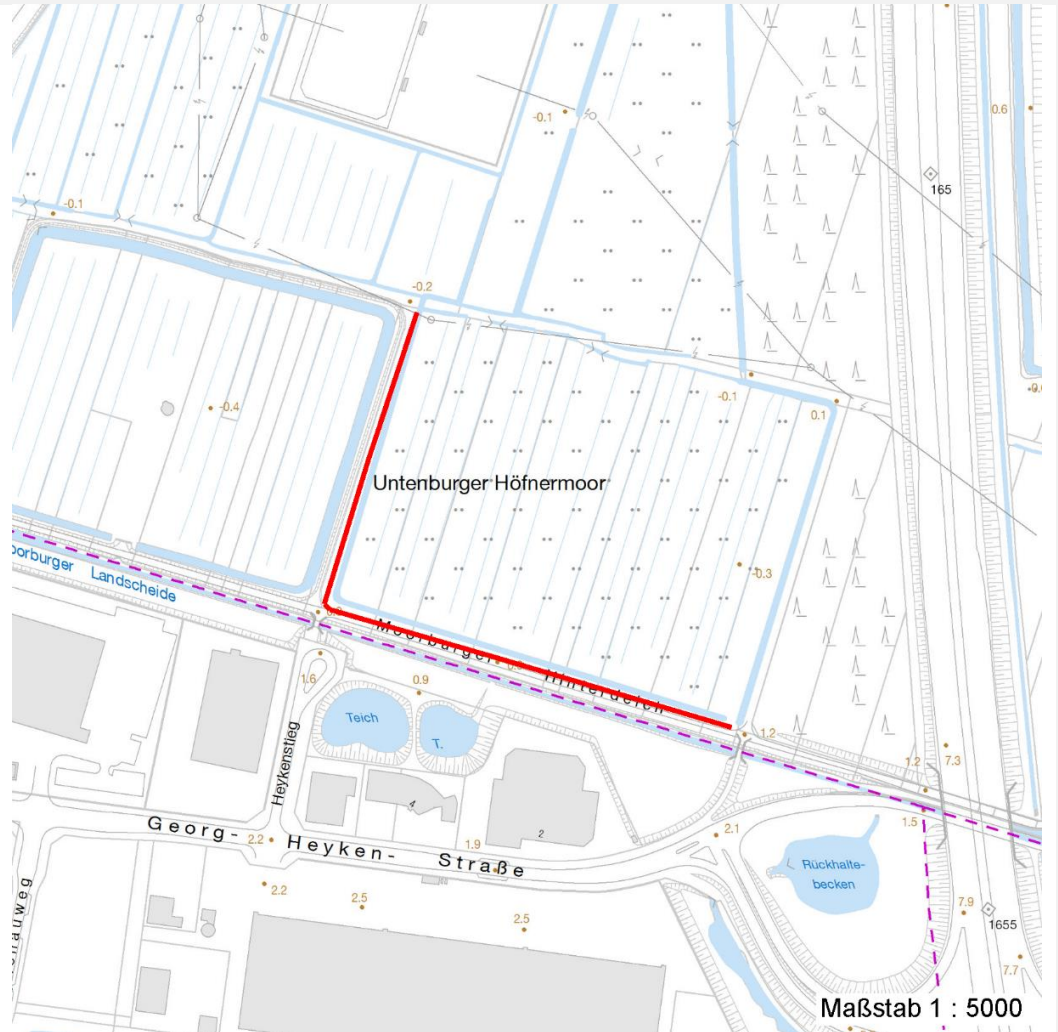 -0.1
0.6
165
-0.1
-0.2
-0.1
0.1
-0.4
Untenburger Höfnermoor
-0.3
Landscheide
Moorburger Hinterdeich
1.6
0.9
Teich
T.
1.2
1.2
7.3
Heykenstieg
4
2
Georg- Heyken- Straße
2.2
1.9
2.1
1.5
Rückhalte-
becken
2.2
2.5
2.5
7.9
1655
7.7
Maßstab 1 : 5000